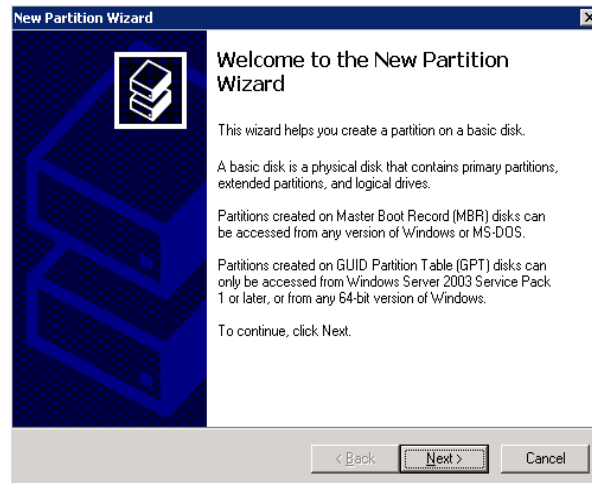 New Partition Wizard
Welcome to the New Partition
Wizard
This wizard helps you create a partition on a basic disk.
A basic disk is a physical disk that contains primary partitions,
extended partitions, and logical drives.
Partitions created on Master Boot Record (MBR) disks can
be accessed from any version of Windows or MS-DOS.
Partitions created on GUID Partition Table (GPT) disks can
only be accessed from Windows Server 2003 Service Pack
1 or later, or from any 64-bit version of Windows.
To continue, click Next.
< Back Next > Cancel